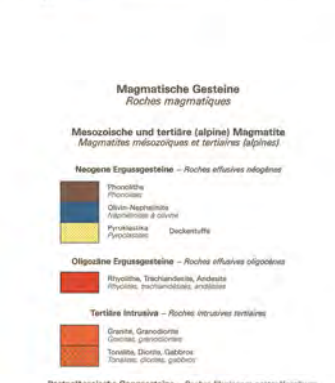 Magmatische Gesteine
Roches magmatiques
Mesozoische und tertiäre (alpine) Magmatite
Magmatites mésozoïques et tertiaires (alpines)
Neogene Ergussgesteine – Roches effusives néogènes
Phonolithe
Phonolites
Olivin-Nephelinite
Néphélinites à olivine
Pyroklastika Deckentuffe
Pyroclastites
Oligozäne Ergussgesteine – Roches effusives oligocènes
Rhyolithe, Trachiandesite, Andesite
Rhyolites, trachiandésites, andésites
Tertiäre Intrusiva – Roches intrusives tertiaires
Granite, Granodiorite
Granites, granodiorites
Tonalite, Diorite, Gabbros
Tonalites, diorites, gabbros